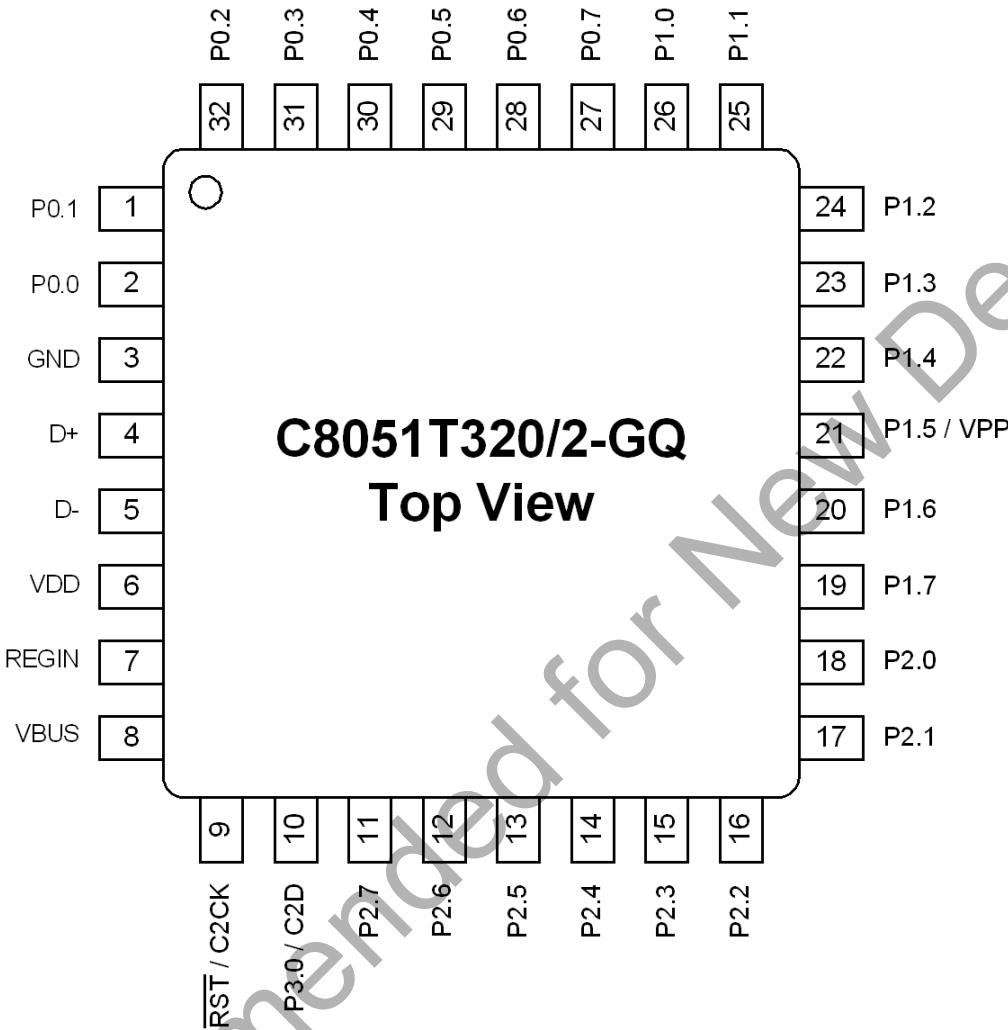 P0.2 P0.3 P0.4 P0.5 P0.6 P0.7 P1.0 P1.1
32 31 30 29 28 27 26 25
P0.1 1 24 P1.2
P0.0 2 23 P1.3
GND 3 22 P1.4
D+ 4 21 P1.5 / VPP
C8051T320/2-GQ
Top View
D- 5 20 P1.6
VDD 6 19 P1.7
REGIN 7 18 P2.0
VBUS 8 17 P2.1
9 10 11 12 13 14 15 16
RST / C2CK P3.0 / C2D P2.7 P2.6 P2.5 P2.4 P2.3 P2.2
for New